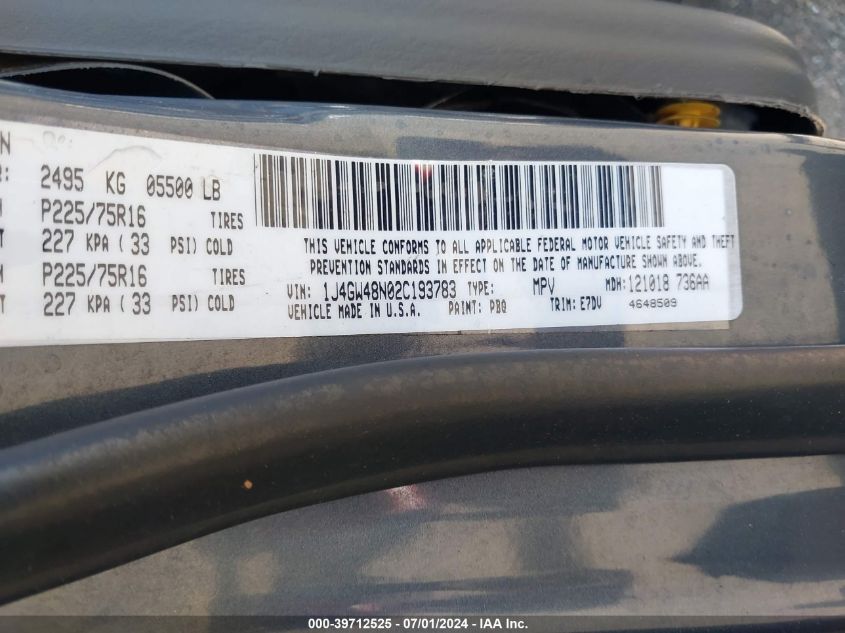 2495 KG 05500 LB
P225/75R16 TIRES
227 KPA ( 33 PSI) COLD
P225/75R16 TIRES
227 KPA ( 33 PSI) COLD
THIS VEHICLE CONFORMS TO ALL APPLICABLE FEDERAL MOTOR VEHICLE SAFETY AND THEFT
PREVENTION STANDARDS IN EFFECT ON THE DATE OF MANUFACTURE SHOWN ABOVE.
VIN: 1J4GW48N02C193783 TYPE: MPV MDH: 121018 736AA
VEHICLE MADE IN U.S.A. PAINT: PBQ TRIM: E7DV 4648509
000-39712525 - 07/01/2024 - IAA Inc.